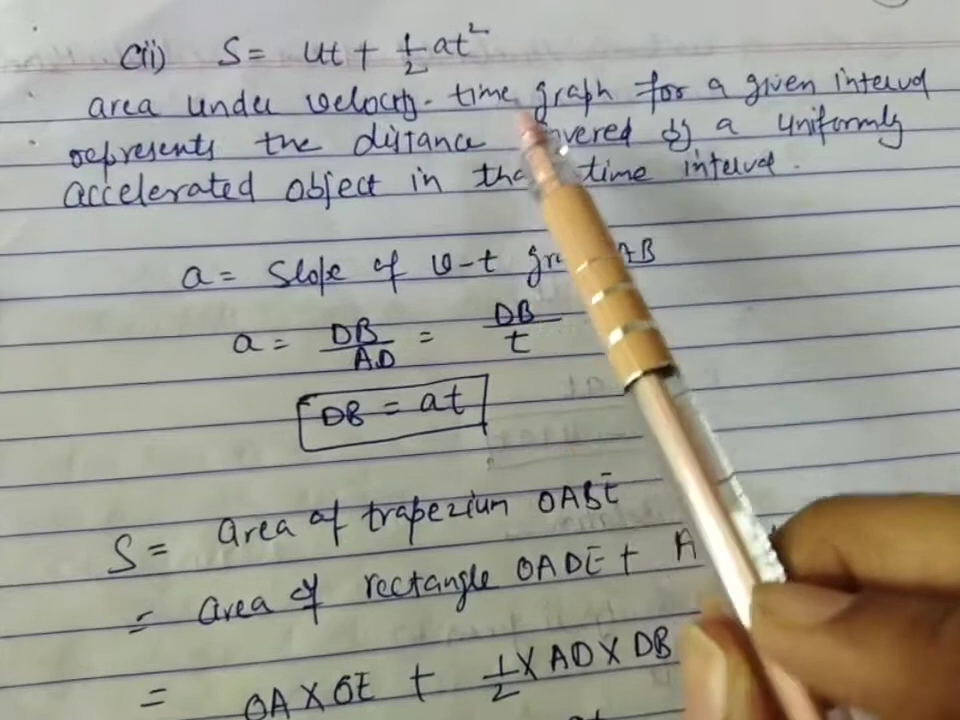 (ii) S = ut + 1/2 at²
area under velocity-time graph for a given interval
represents the distance covered by a uniformly
accelerated object in that time interval.
a = slope of v-t AB
a = DB/AD = DB/t
DB = at
S = area of trapezium OABE
= area of rectangle OADE + A
= OA X OE + 1/2 X AD X DB